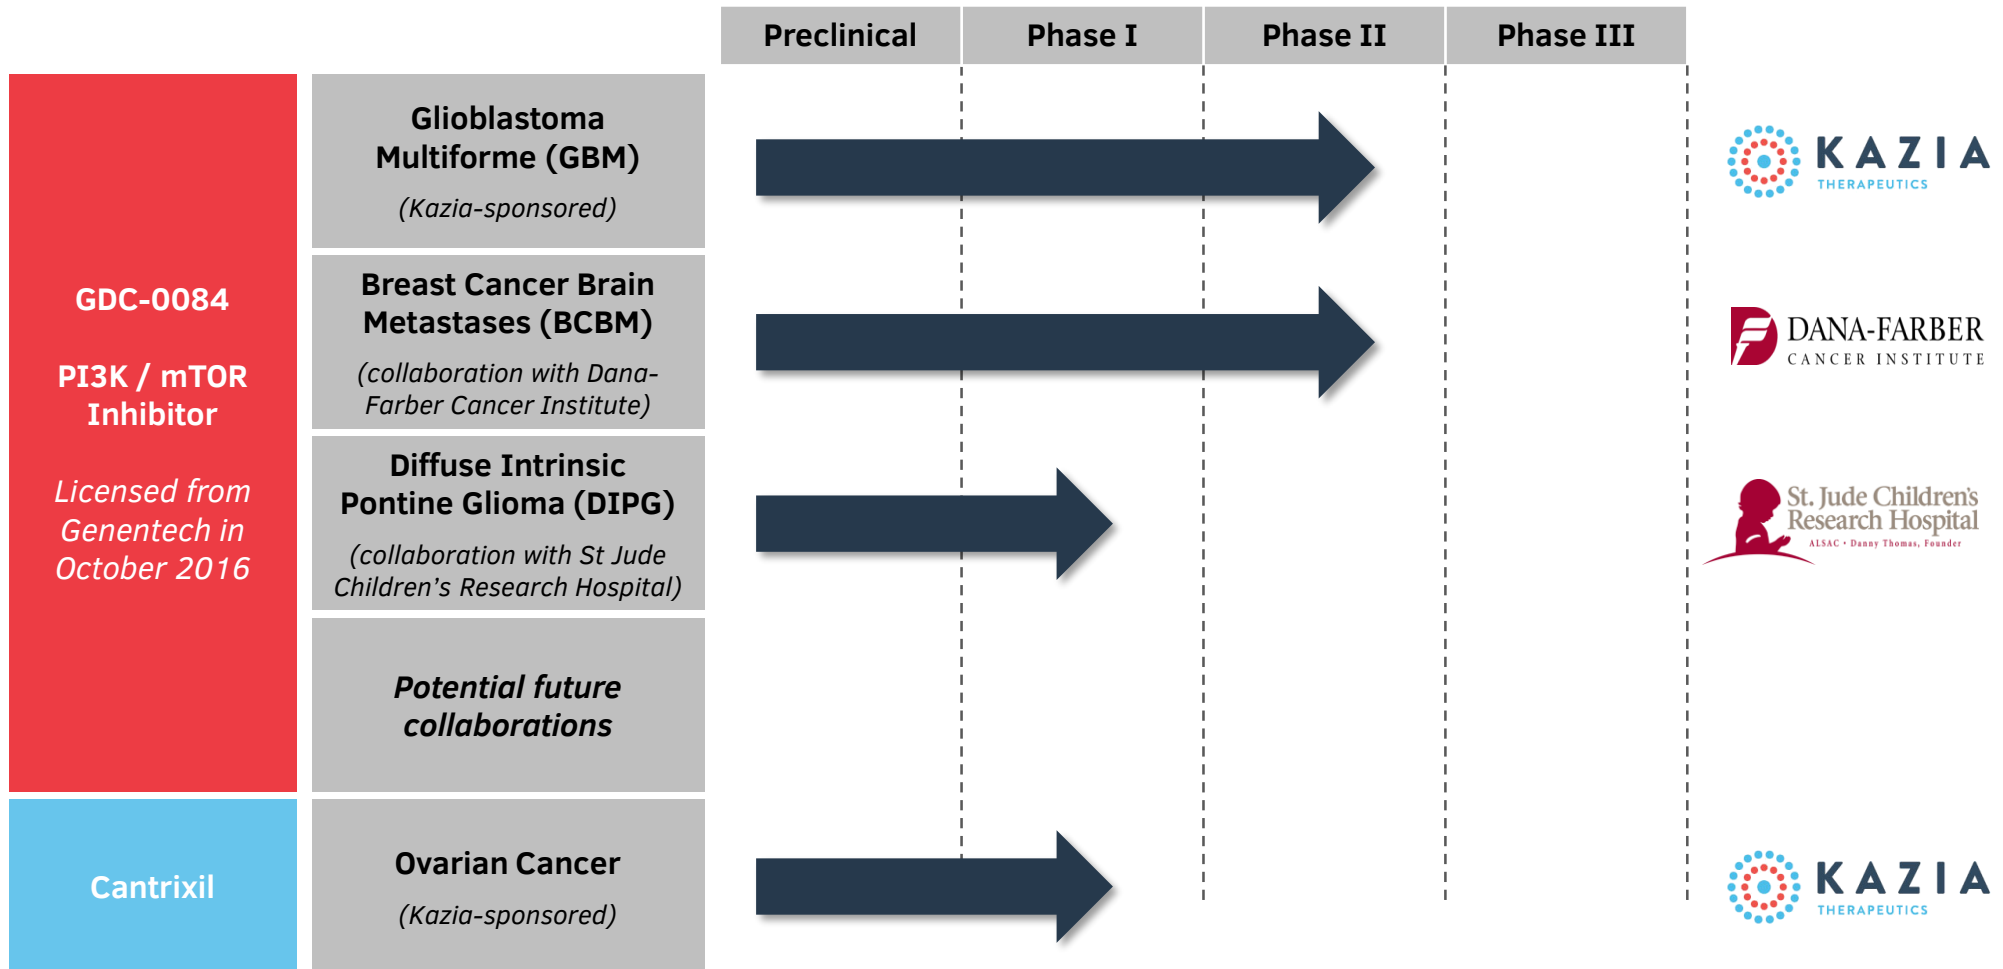 Preclinical
Phase I
Phase II
Phase III
GDC-0084
PI3K / mTOR
Inhibitor
Licensed from
Genentech in
October 2016
Glioblastoma
Multiforme (GBM)
(Kazia-sponsored)
KAZIA
THERAPEUTICS
Breast Cancer Brain
Metastases (BCBM)
(collaboration with Dana-
Farber Cancer Institute)
DANA-FARBER
CANCER INSTITUTE
Diffuse Intrinsic
Pontine Glioma (DIPG)
(collaboration with St Jude
Children’s Research Hospital)
St. Jude Children's
Research Hospital
ALSAC • Danny Thomas, Founder
Potential future
collaborations
Cantrixil
Ovarian Cancer
(Kazia-sponsored)
KAZIA
THERAPEUTICS